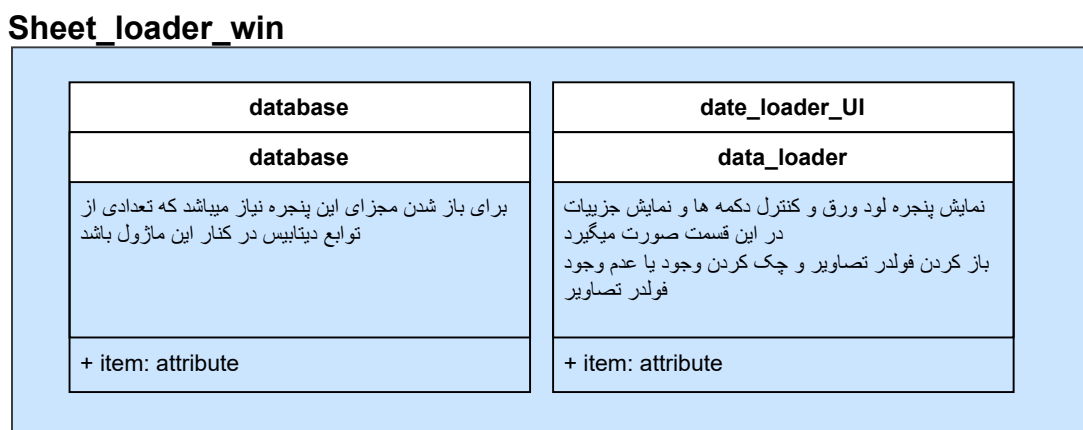 Sheet_loader_win
database
database
برای باز شدن مجزای این پنجره نیاز میباشد که تعدادی از
توابع دیتابیس در کنار این ماژول باشد
+ item: attribute
date_loader_UI
data_loader
نمایش پنجره لود ورق و کنترل دکمه ها و نمایش جزییات
در این قسمت صورت میگیرد
باز کردن فولدر تصاویر و چک کردن وجود یا عدم وجود
فولدر تصاویر
+ item: attribute